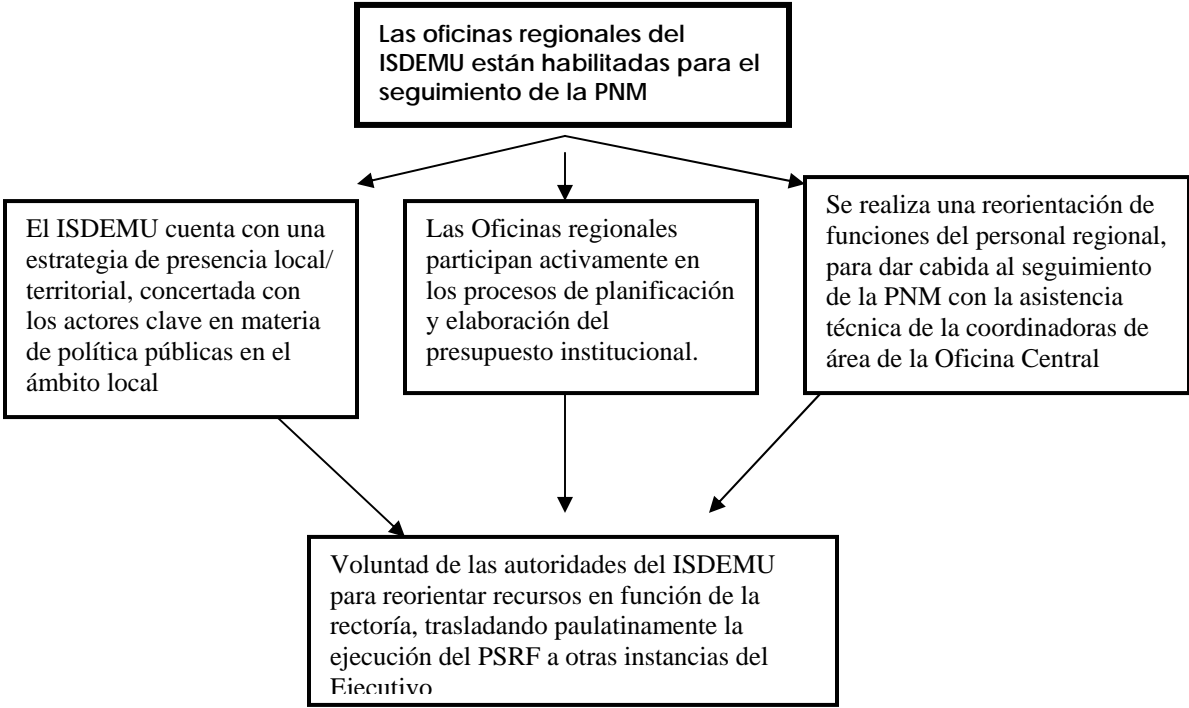 Las oficinas regionales del
ISDEMU están habilitadas para el
seguimiento de la PNM
El ISDEMU cuenta con una
estrategia de presencia local/
territorial, concertada con
los actores clave en materia
de política públicas en el
ámbito local
Las Oficinas regionales
participan activamente en
los procesos de planificación
y elaboración del
presupuesto institucional.
Se realiza una reorientación de
funciones del personal regional,
para dar cabida al seguimiento
de la PNM con la asistencia
técnica de la coordinadoras de
área de la Oficina Central
Voluntad de las autoridades del ISDEMU
para reorientar recursos en función de la
rectoría, trasladando paulatinamente la
ejecución del PSRF a otras instancias del
Ejecutivo